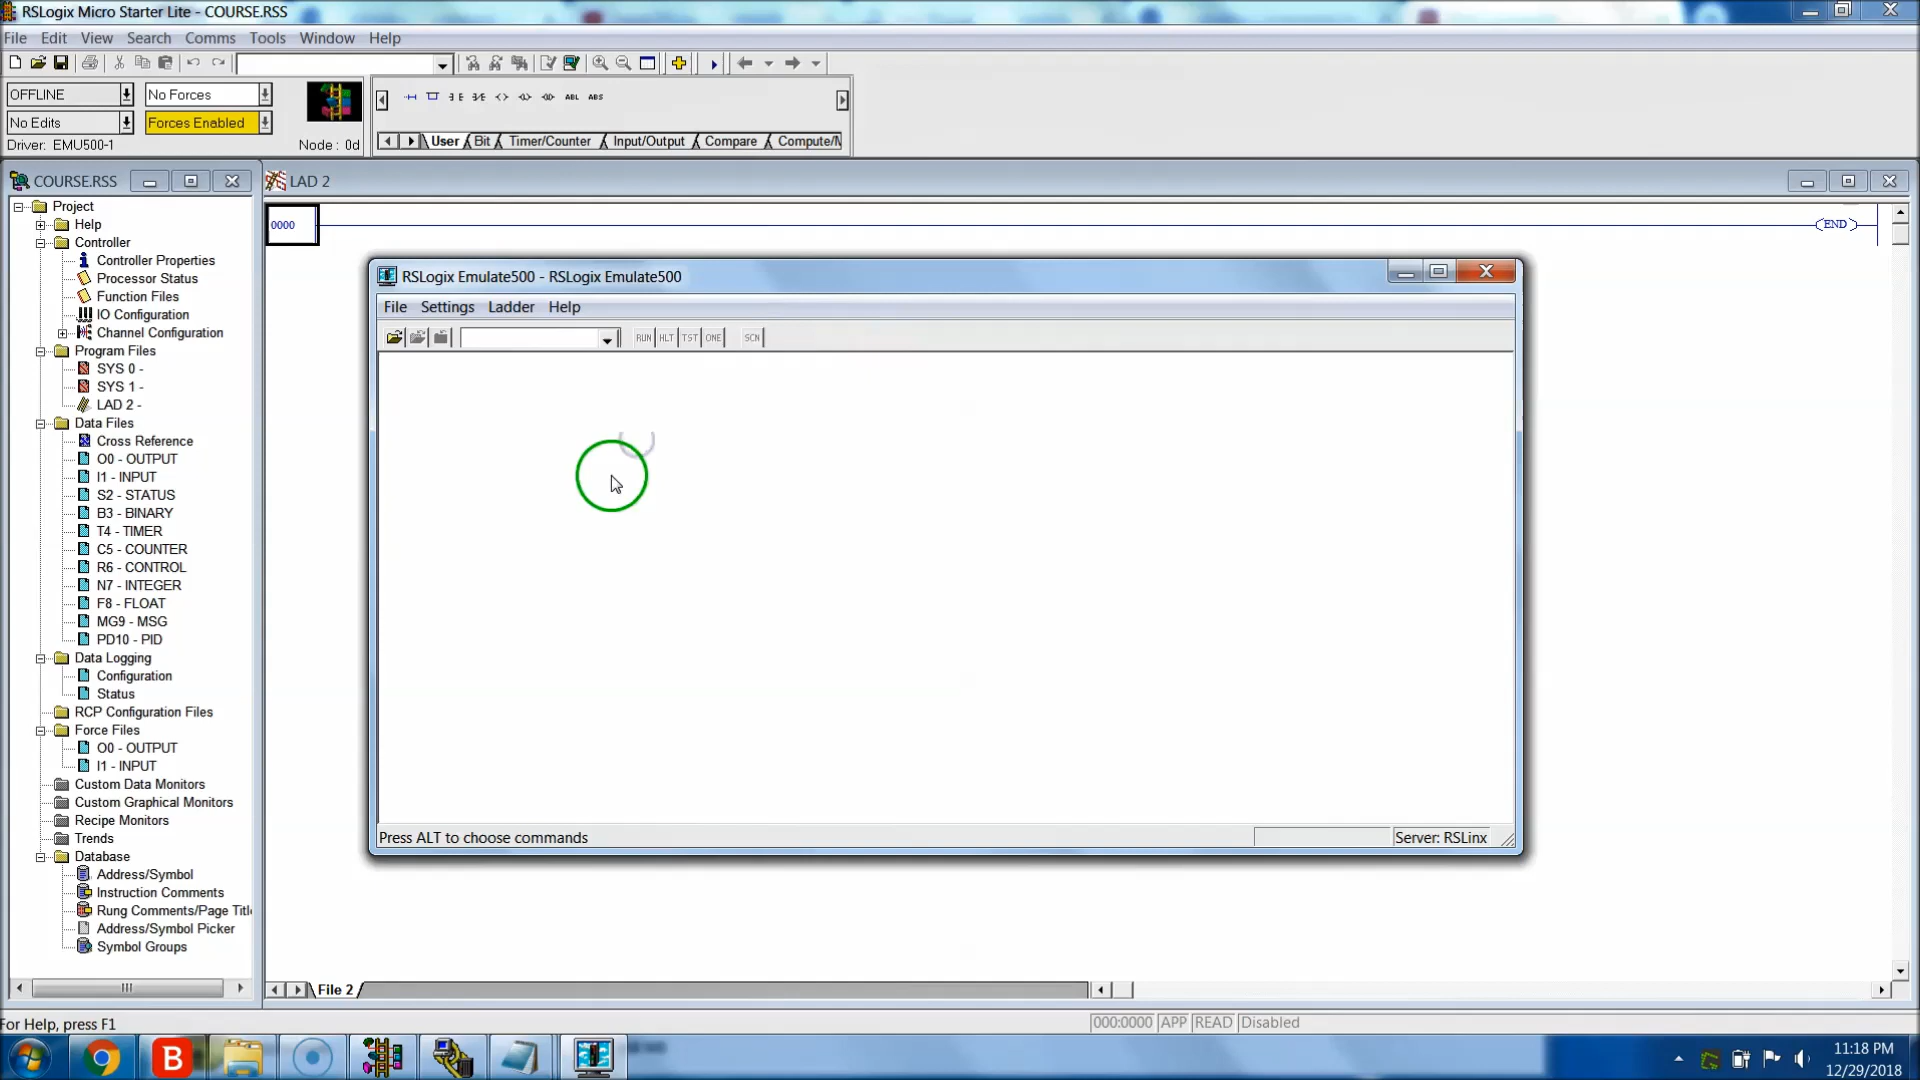 RSLogix Micro Starter Lite - COURSE.RSS
File Edit View Search Comms Tools Window Help
OFFLINE No Forces
No Edits Forces Enabled
Driver: EMU500-1 Node : 0d
ABL ABS
User Bit Timer/Counter Input/Output Compare Compute/M
COURSE.RSS
LAD 2
Project
Help
Controller
Controller Properties
Processor Status
Function Files
IO Configuration
Channel Configuration
Program Files
SYS 0 -
SYS 1 -
LAD 2 -
Data Files
Cross Reference
O0 - OUTPUT
I1 - INPUT
S2 - STATUS
B3 - BINARY
T4 - TIMER
C5 - COUNTER
R6 - CONTROL
N7 - INTEGER
F8 - FLOAT
MG9 - MSG
PD10 - PID
Data Logging
Configuration
Status
RCP Configuration Files
Force Files
O0 - OUTPUT
I1 - INPUT
Custom Data Monitors
Custom Graphical Monitors
Recipe Monitors
Trends
Database
Address/Symbol
Instruction Comments
Rung Comments/Page Titl
Address/Symbol Picker
Symbol Groups
0000
END
RSLogix Emulate500 - RSLogix Emulate500
File Settings Ladder Help
RUN HLT TST ONE SCN
Press ALT to choose commands
Server: RSLinx
File 2
For Help, press F1
000:0000 APP READ Disabled
B
11:18 PM
12/29/2018